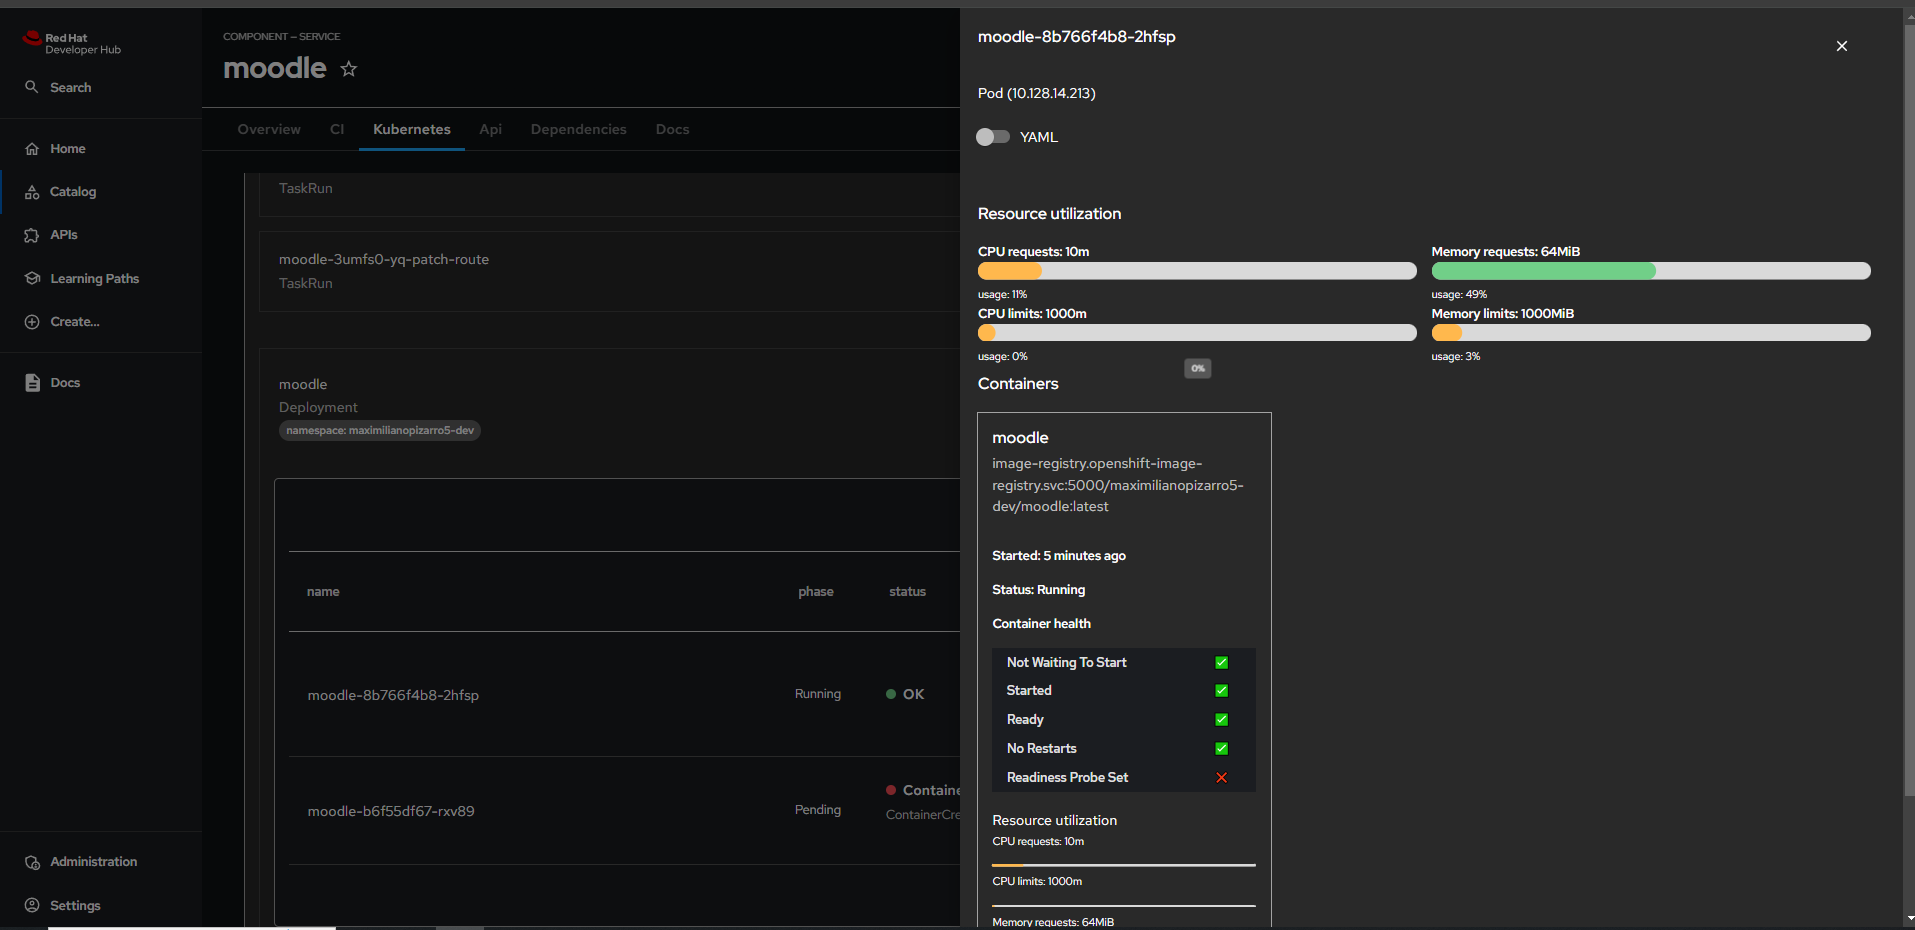 Red Hat
Developer Hub
Search
Home
Catalog
APIs
Learning Paths
Create...
Docs
Administration
Settings
COMPONENT — SERVICE
moodle
Overview CI Kubernetes Api Dependencies Docs
TaskRun
moodle-3umfs0-yq-patch-route
TaskRun
moodle
Deployment
namespace: maximilianopizarro5-dev
name phase status
moodle-8b766f4b8-2hfsp Running OK
moodle-b6f55df67-rxv89 Pending Containe
ContainerCre
moodle-8b766f4b8-2hfsp
Pod (10.128.14.213)
YAML
Resource utilization
CPU requests: 10m
usage: 11%
CPU limits: 1000m
usage: 0%
Memory requests: 64MiB
usage: 49%
Memory limits: 1000MiB
usage: 3%
0%
Containers
moodle
image-registry.openshift-image-
registry.svc:5000/maximilianopizarro5-
dev/moodle:latest
Started: 5 minutes ago
Status: Running
Container health
Not Waiting To Start
Started
Ready
No Restarts
Readiness Probe Set
Resource utilization
CPU requests: 10m
CPU limits: 1000m
Memory requests: 64MiB